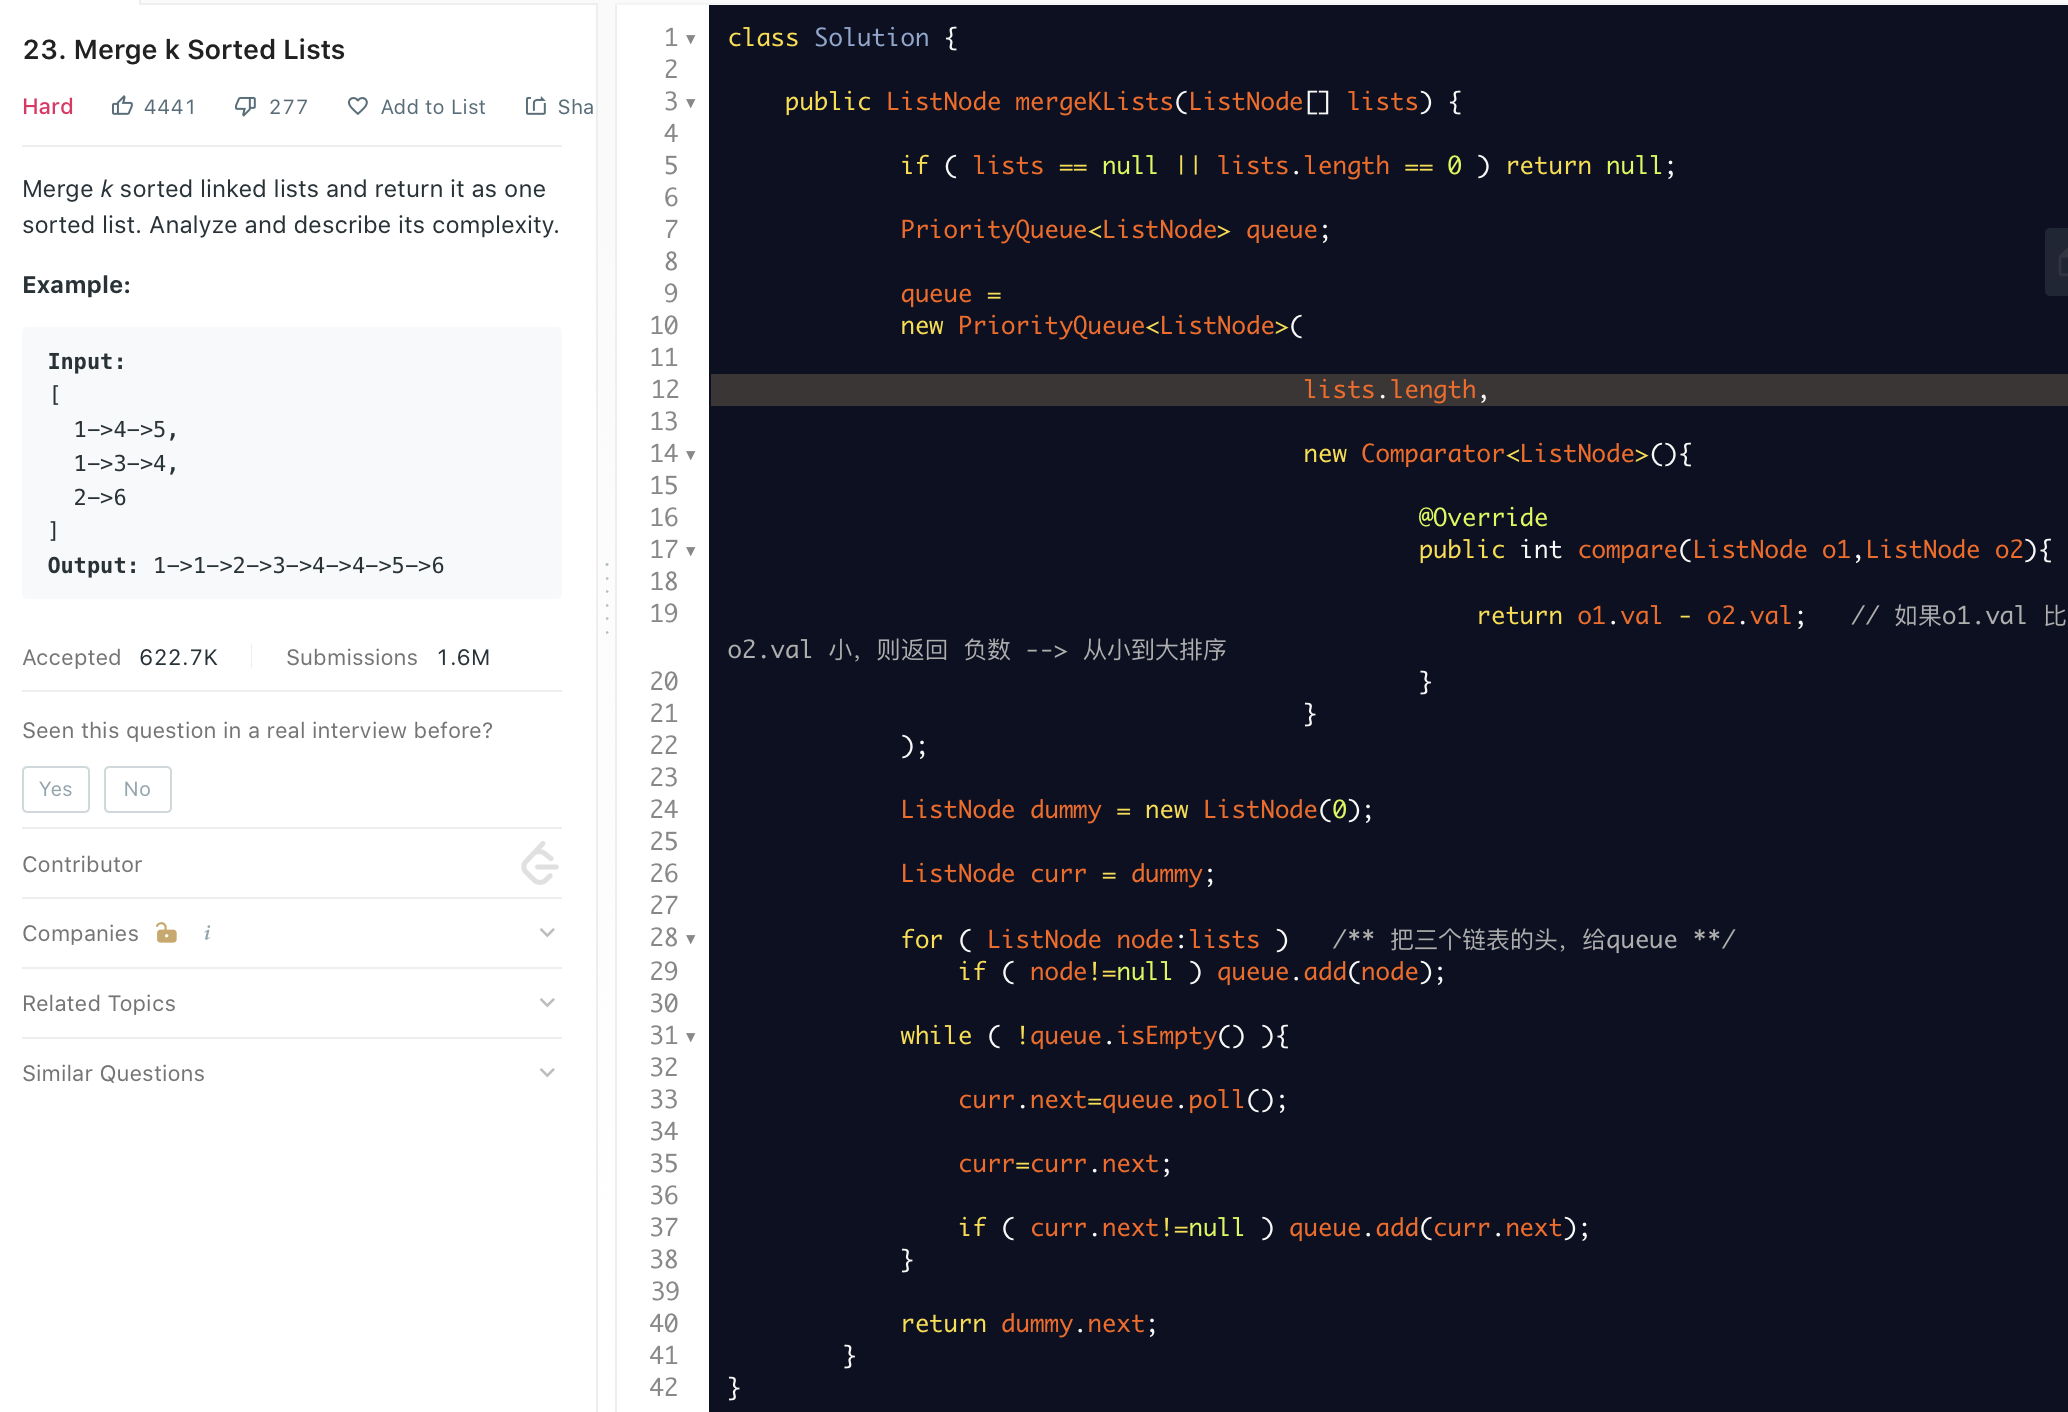 23. Merge k Sorted Lists
Hard 4441 277 Add to List Sha
Merge k sorted linked lists and return it as one
sorted list. Analyze and describe its complexity.
Example:
Input:
[
  1->4->5,
  1->3->4,
  2->6
]
Output: 1->1->2->3->4->4->5->6
Accepted 622.7K Submissions 1.6M
Seen this question in a real interview before?
Yes No
Contributor
Companies i
Related Topics
Similar Questions
1 class Solution {
2
3     public ListNode mergeKLists(ListNode[] lists) {
4
5             if ( lists == null || lists.length == 0 ) return null;
6
7             PriorityQueue<ListNode> queue;
8
9             queue =
10             new PriorityQueue<ListNode>(
11
12                                         lists.length,
13
14                                         new Comparator<ListNode>(){
15
16                                                 @Override
17                                                 public int compare(ListNode o1,ListNode o2){
18
19                                                     return o1.val - o2.val;   // 如果o1.val 比
o2.val 小，则返回 负数 --> 从小到大排序
20                                                 }
21                                         }
22             );
23
24             ListNode dummy = new ListNode(0);
25
26             ListNode curr = dummy;
27
28             for ( ListNode node:lists )   /** 把三个链表的头，给queue **/
29                 if ( node!=null ) queue.add(node);
30
31             while ( !queue.isEmpty() ){
32
33                 curr.next=queue.poll();
34
35                 curr=curr.next;
36
37                 if ( curr.next!=null ) queue.add(curr.next);
38             }
39
40             return dummy.next;
41         }
42 }